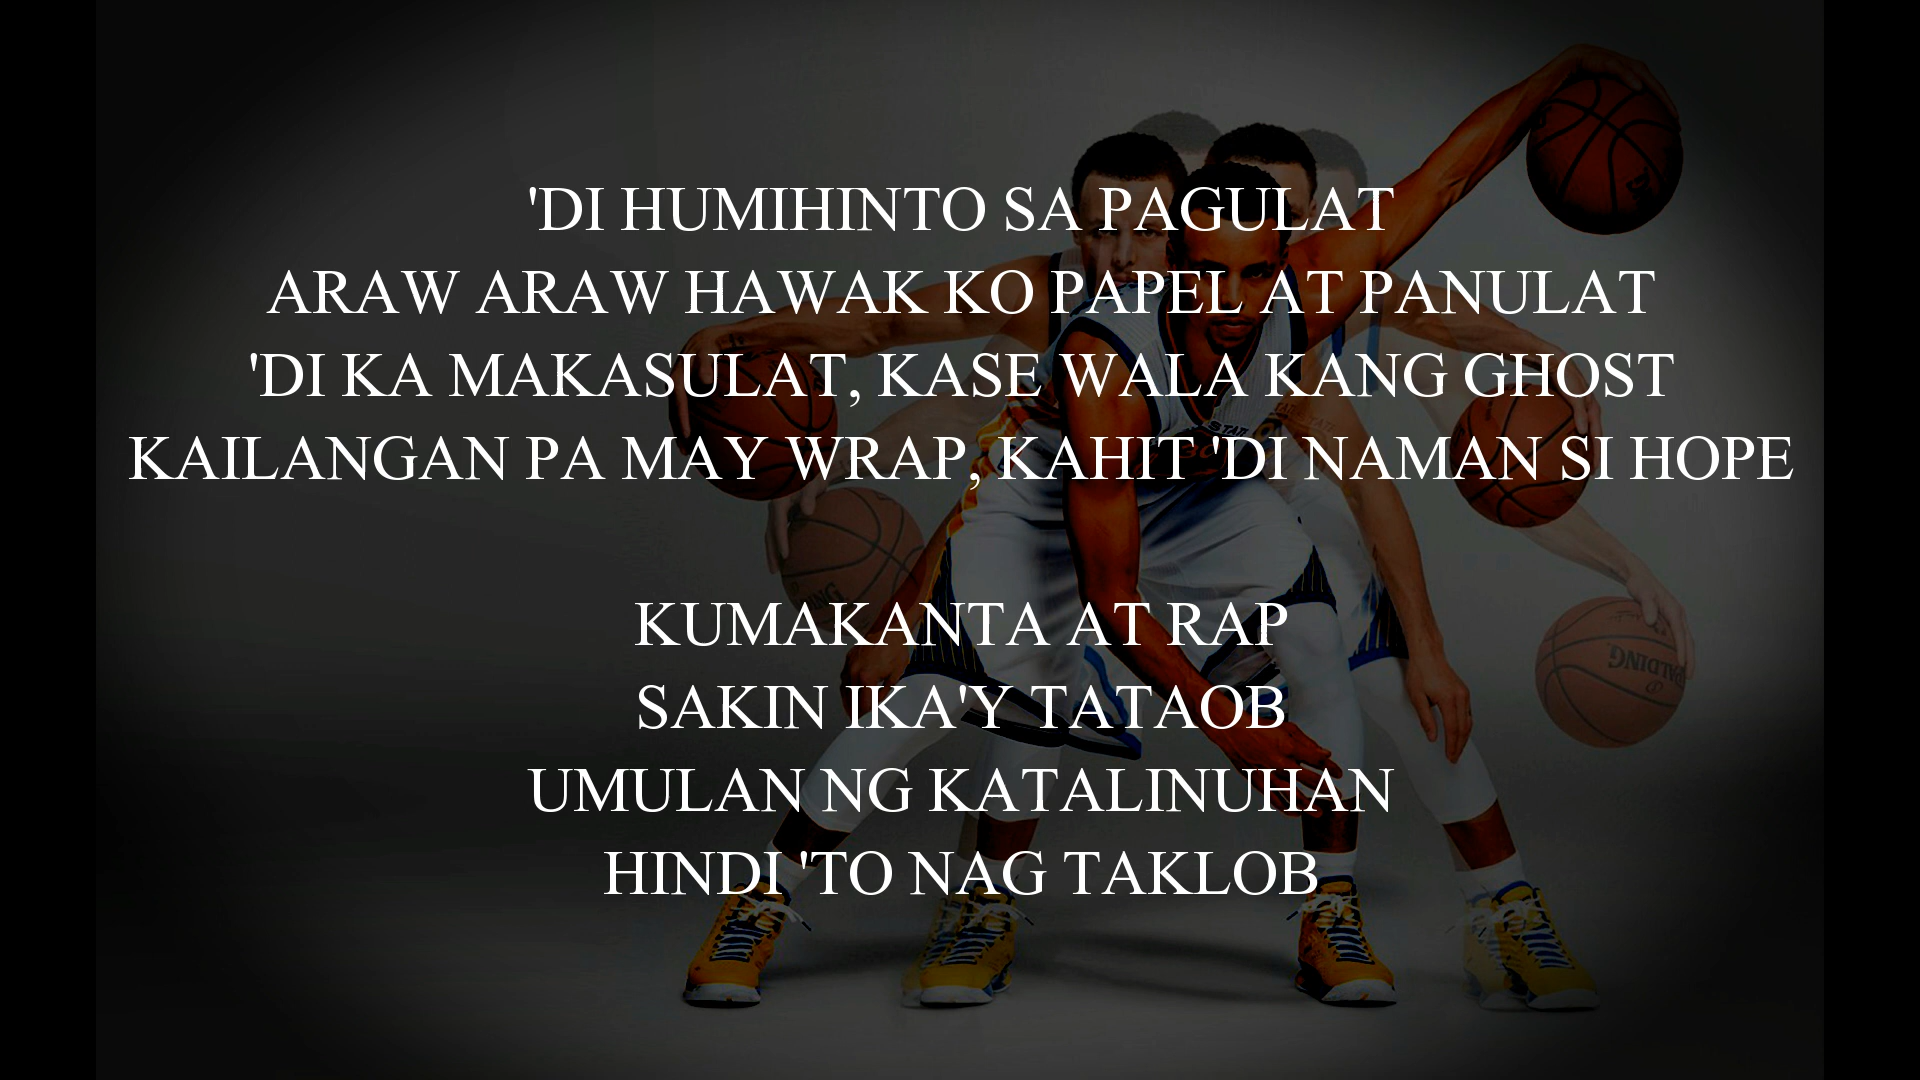 'DI HUMIHINTO SA PAGULAT
ARAW ARAW HAWAK KO PAPEL AT PANULAT
'DI KA MAKASULAT, KASE WALA KANG GHOST
KAILANGAN PA MAY WRAP, KAHIT 'DI NAMAN SI HOPE
KUMAKANTA AT RAP
SAKIN IKA'Y TATAOB
UMULAN NG KATALINUHAN
HINDI 'TO NAG TAKLOB
STATE
SPALDING